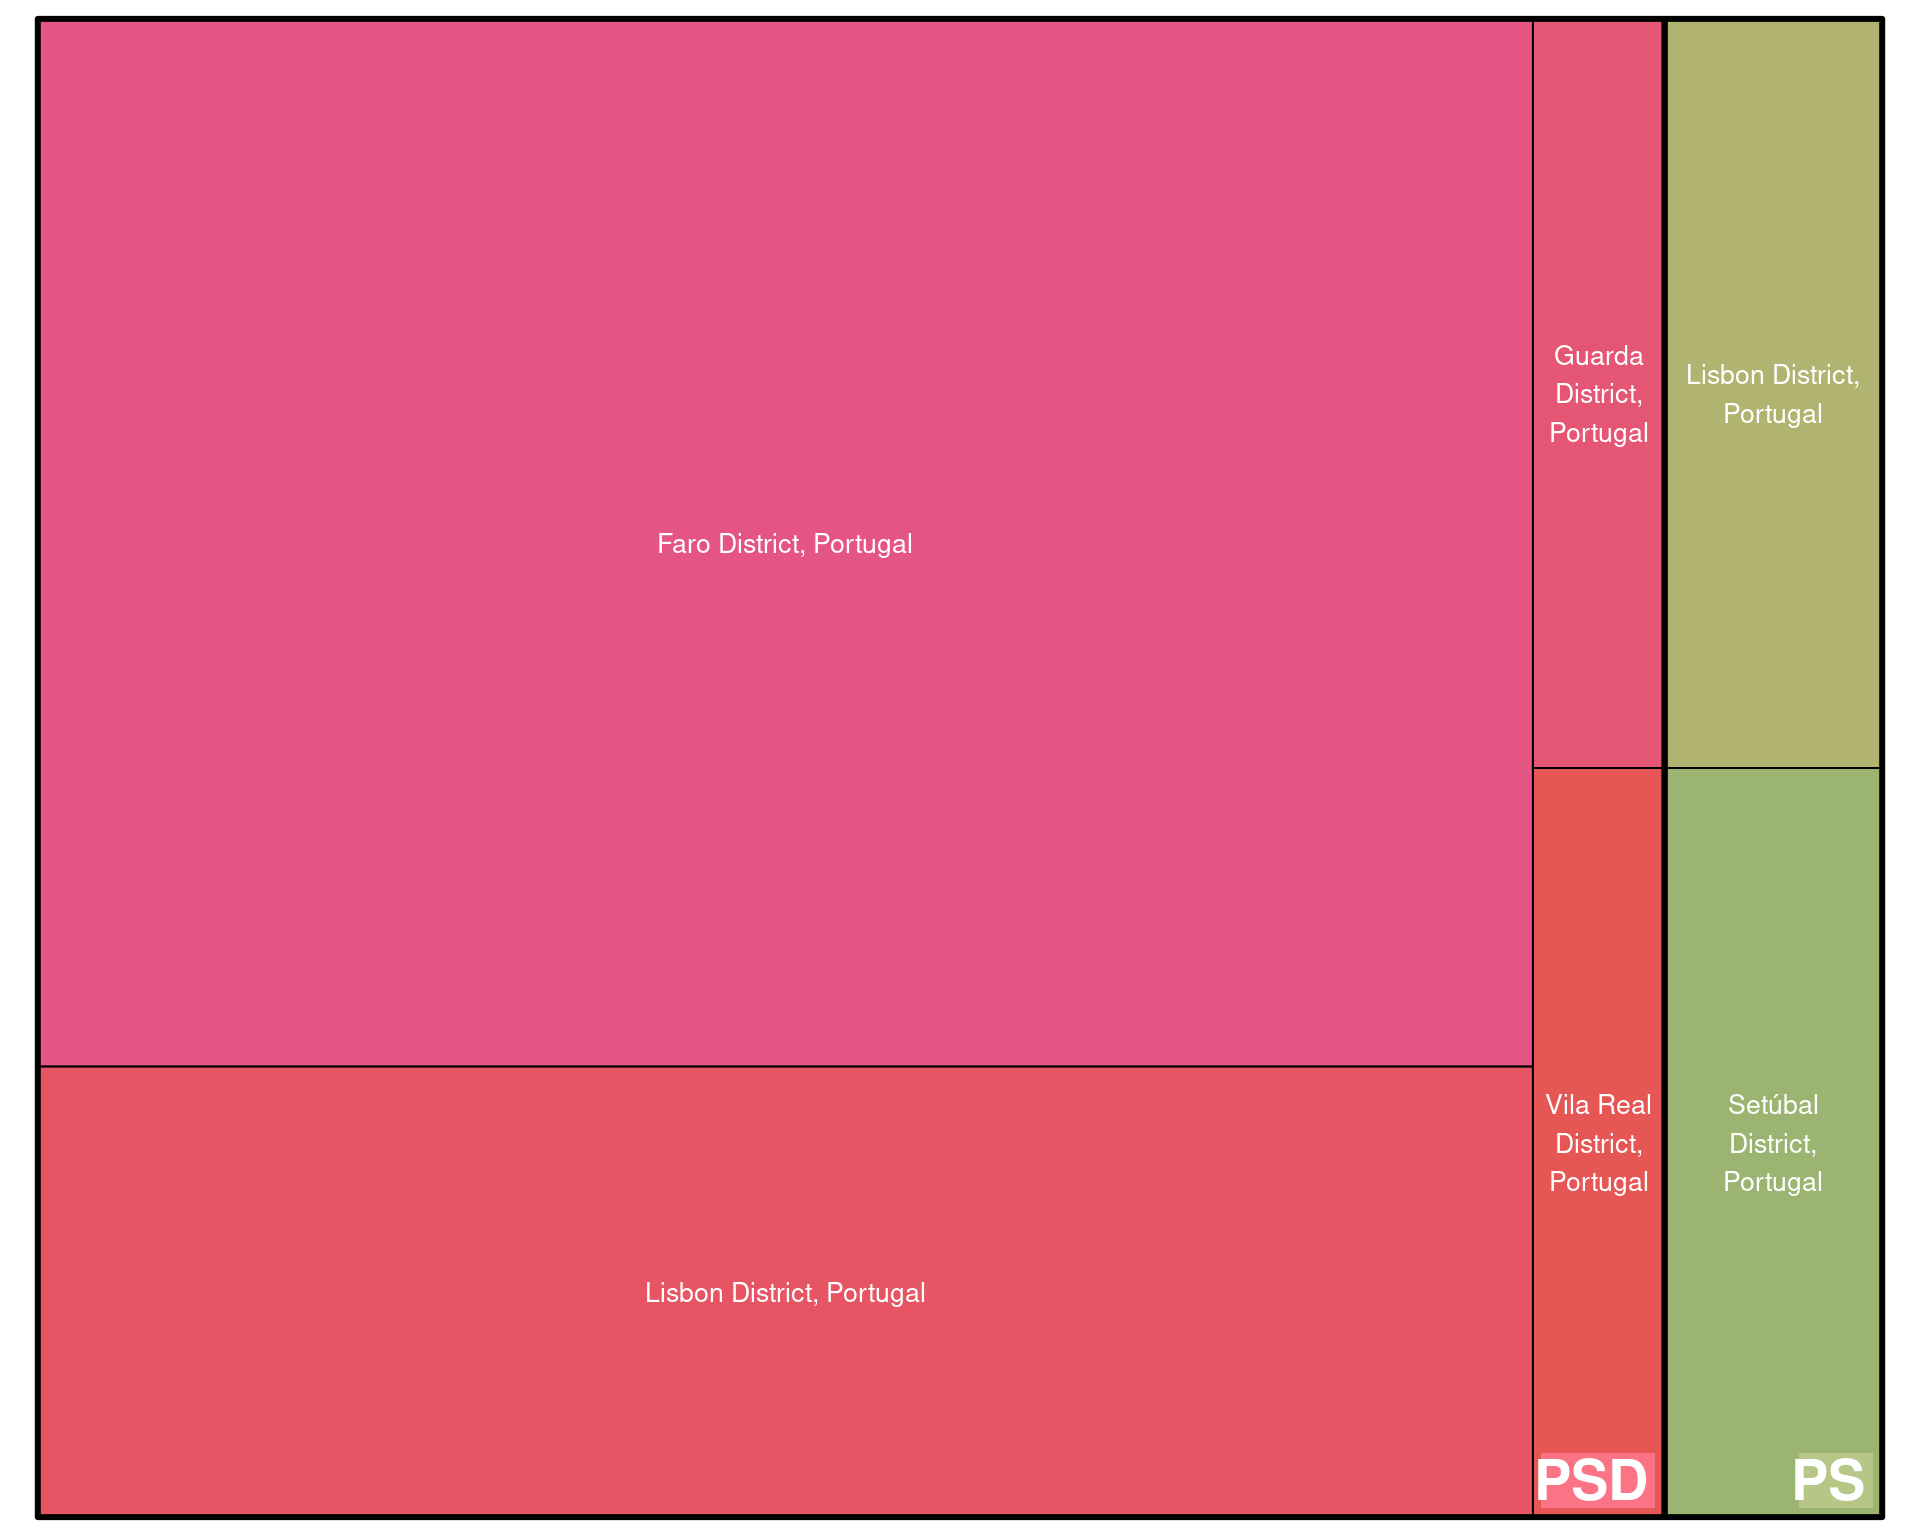 Faro District, Portugal
Lisbon District, Portugal
Guarda
District,
Portugal
Vila Real
District,
Portugal
PSD
Lisbon District,
Portugal
Setúbal
District,
Portugal
PS